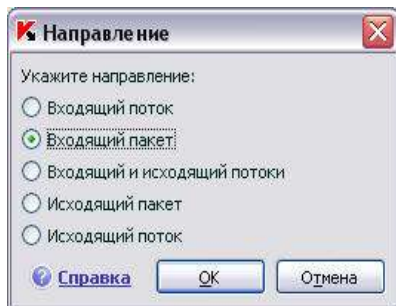 Направление
Укажите направление:
Входящий поток
Входящий пакет
Входящий и исходящий потоки
Исходящий пакет
Исходящий поток
Справка OK Отмена